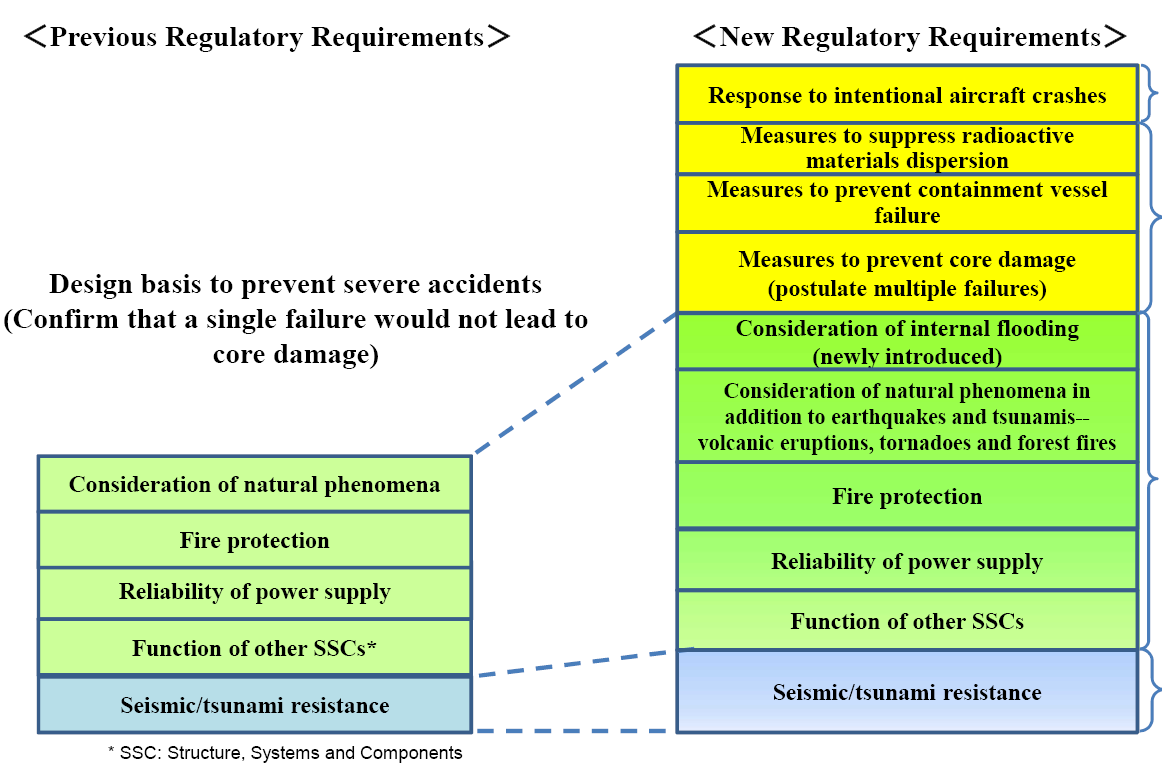 ＜Previous Regulatory Requirements＞
Design basis to prevent severe accidents
(Confirm that a single failure would not lead to
core damage)
Consideration of natural phenomena
Fire protection
Reliability of power supply
Function of other SSCs*
Seismic/tsunami resistance
* SSC: Structure, Systems and Components
＜New Regulatory Requirements＞
Response to intentional aircraft crashes
Measures to suppress radioactive
materials dispersion
Measures to prevent containment vessel
failure
Measures to prevent core damage
(postulate multiple failures)
Consideration of internal flooding
(newly introduced)
Consideration of natural phenomena in
addition to earthquakes and tsunamis--
volcanic eruptions, tornadoes and forest fires
Fire protection
Reliability of power supply
Function of other SSCs
Seismic/tsunami resistance